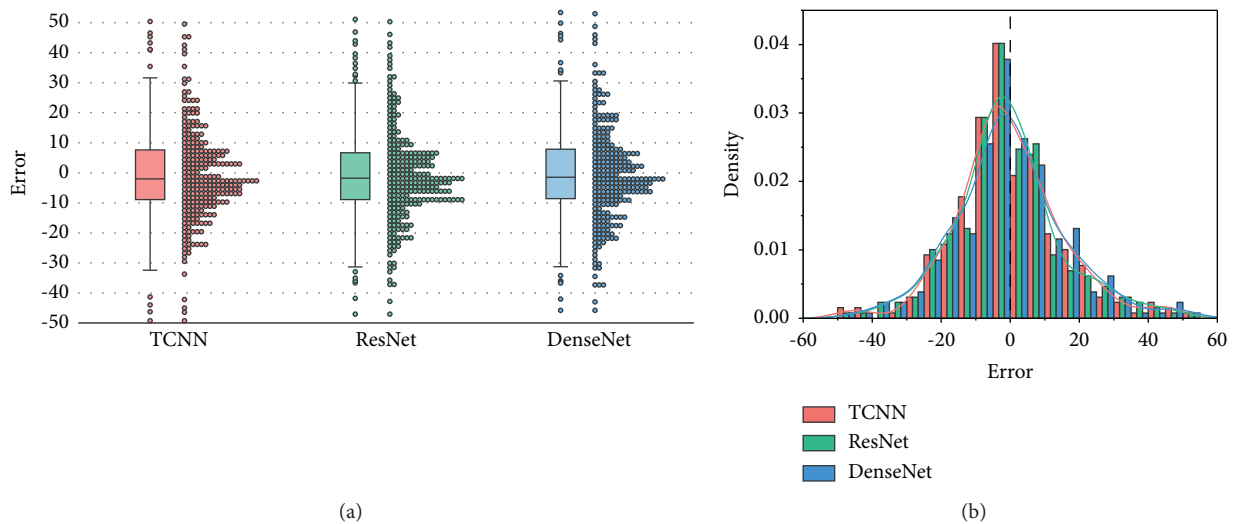 50
40
30
20
10
0
-10
-20
-30
-40
-50
Error
TCNN ResNet DenseNet
(a)
0.04
0.03
0.02
0.01
0.00
Density
-60 -40 -20 0 20 40 60
Error
TCNN
ResNet
DenseNet
(b)